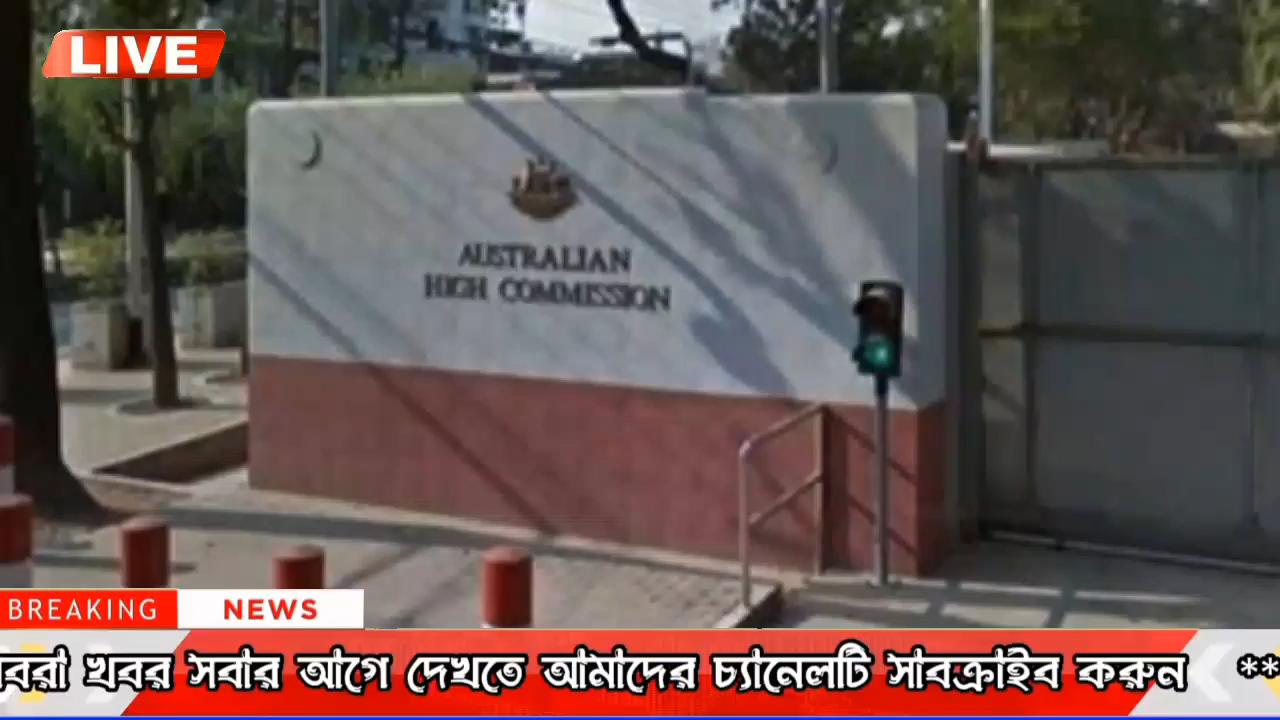 LIVE
AUSTRALIAN
HIGH COMMISSION
BREAKING NEWS
খবর সবার আগে দেখতে আমাদের চ্যানেলটি সাবক্রাইব করুন **